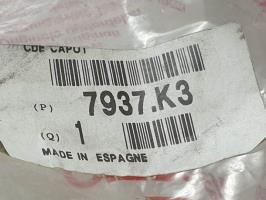 CDE CAPOT
(P) 7937.K3
(Q) 1
MADE IN ESPAGNE